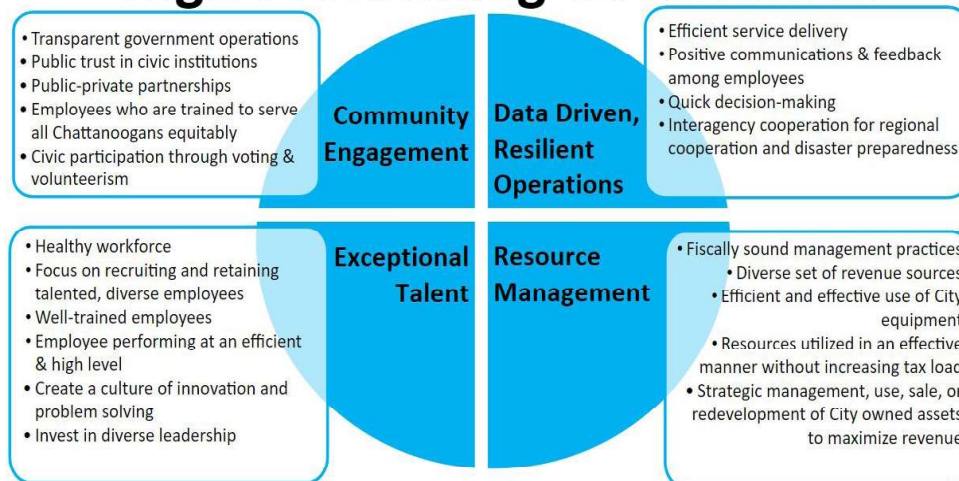 • Transparent government operations
• Public trust in civic institutions
• Public-private partnerships
• Employees who are trained to serve
all Chattanoogans equitably
• Civic participation through voting &
volunteerism
Community
Engagement
Data Driven,
Resilient
Operations
• Efficient service delivery
• Positive communications & feedback
among employees
• Quick decision-making
• Interagency cooperation for regional
cooperation and disaster preparedness
• Healthy workforce
• Focus on recruiting and retaining
talented, diverse employees
• Well-trained employees
• Employee performing at an efficient
& high level
• Create a culture of innovation and
problem solving
• Invest in diverse leadership
Exceptional
Talent
Resource
Management
• Fiscally sound management practices
• Diverse set of revenue sources
• Efficient and effective use of City
equipment
• Resources utilized in an effective
manner without increasing tax load
• Strategic management, use, sale, or
redevelopment of City owned assets
to maximize revenue